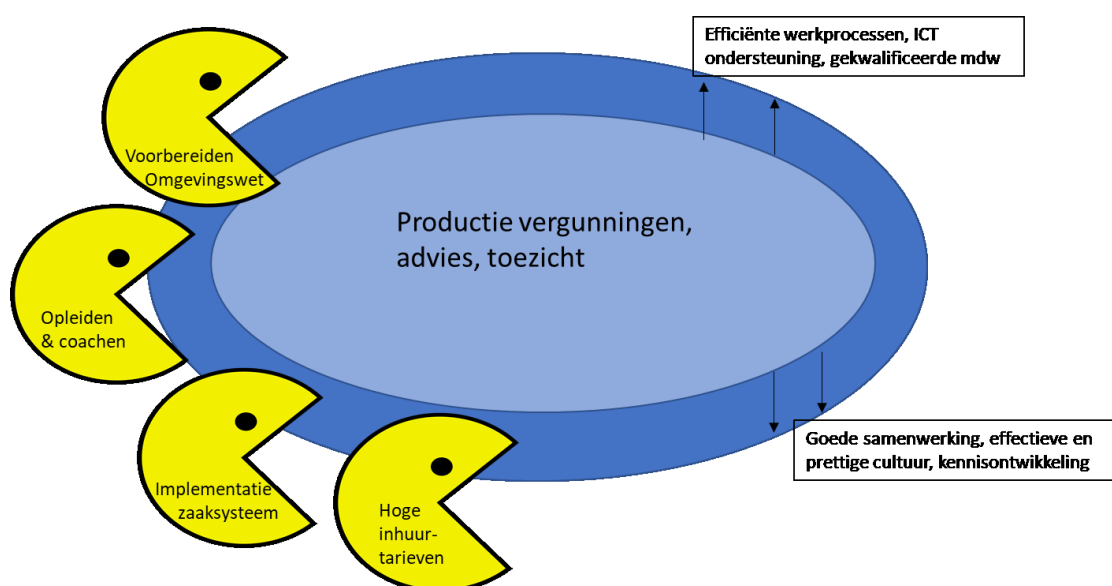 Efficiënte werkprocessen, ICT
ondersteuning, gekwalificeerde mdw
Voorbereiden
Omgevingswet
Productie vergunningen,
advies, toezicht
Opleiden
& coachen
Goede samenwerking, effectieve en
prettige cultuur, kennisontwikkeling
Implementatie
zaaksysteem
Hoge
inhuur-
tarieven